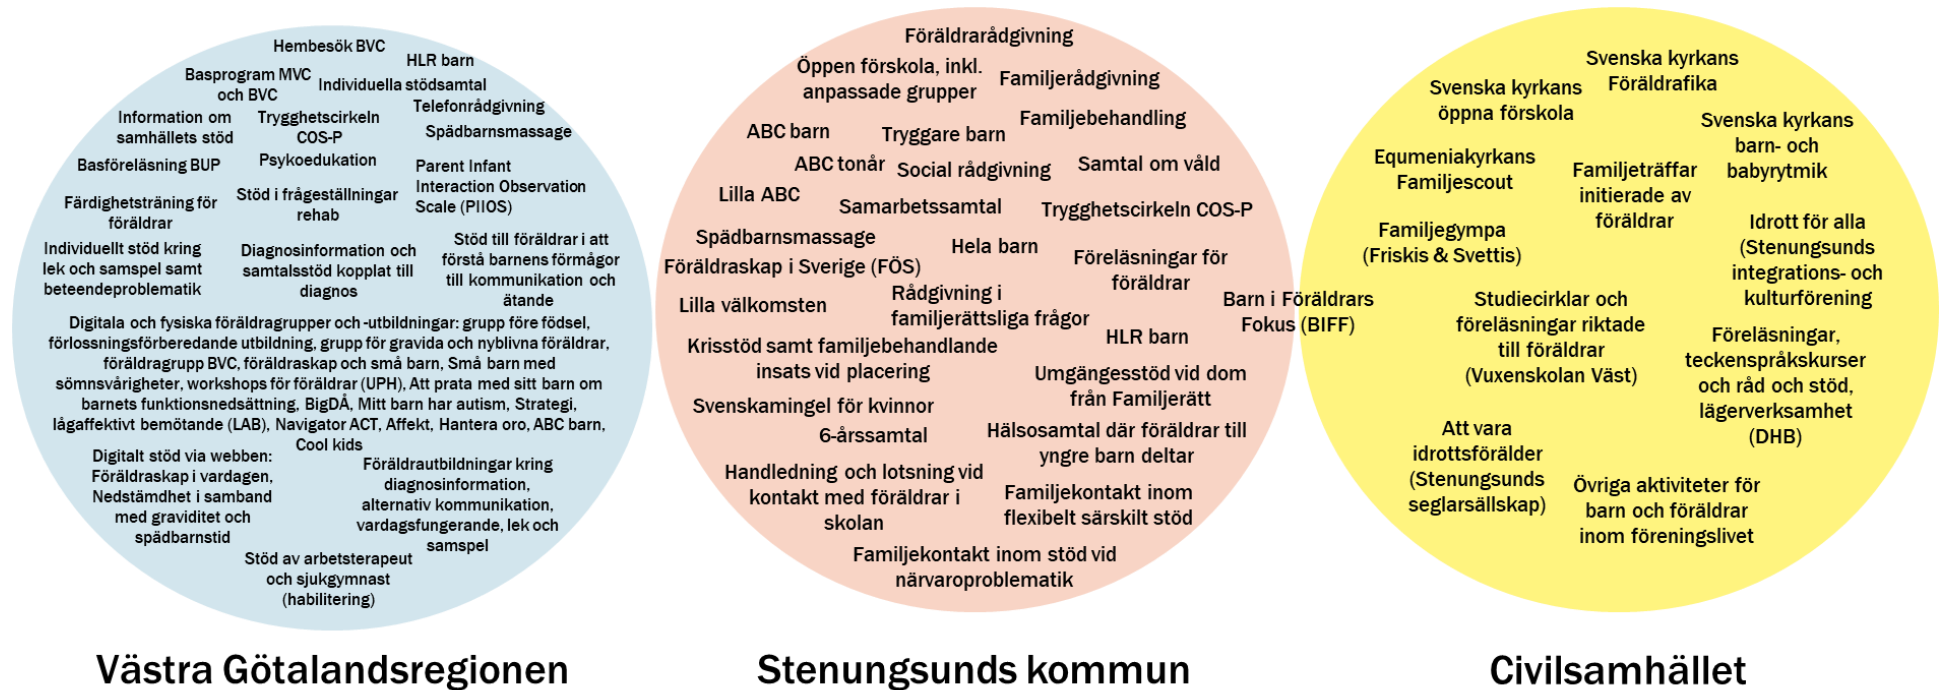 Hembesök BVC
HLR barn
Basprogram MVC
och BVC
Individuella stödsamtal
Telefonrådgivning
Information om
samhällets stöd
Trygghetscirkeln
COS-P
Spädbarnsmassage
Basföreläsning BUP
Psykoedukation
Parent Infant
Interaction Observation
Scale (PIIOS)
Färdighetsträning för
föräldrar
Stöd i frågeställningar
rehab
Individuellt stöd kring
lek och samspel samt
beteendeproblematik
Diagnosinformation och
samtalsstöd kopplat till
diagnos
Stöd till föräldrar i att
förstå barnens förmågor
till kommunikation och
ätande
Digitala och fysiska föräldragrupper och -utbildningar: grupp före födsel,
förlossningsförberedande utbildning, grupp för gravida och nyblivna föräldrar,
föräldragrupp BVC, föräldraskap och små barn, Små barn med
sömnsvårigheter, workshops för föräldrar (UPH), Att prata med sitt barn om
barnets funktionsnedsättning, BigDÅ, Mitt barn har autism, Strategi,
lågaffektivt bemötande (LAB), Navigator ACT, Affekt, Hantera oro, ABC barn,
Cool kids
Digitalt stöd via webben:
Föräldraskap i vardagen,
Nedstämdhet i samband
med graviditet och
spädbarnstid
Föräldrautbildningar kring
diagnosinformation,
alternativ kommunikation,
vardagsfungerande, lek och
samspel
Stöd av arbetsterapeut
och sjukgymnast
(habilitering)
Västra Götalandsregionen
Föräldrarådgivning
Öppen förskola, inkl.
anpassade grupper
Familjerådgivning
Familjebehandling
ABC barn
Tryggare barn
ABC tonår
Social rådgivning
Samtal om våld
Lilla ABC
Samarbetssamtal
Trygghetscirkeln COS-P
Spädbarnsmassage
Hela barn
Föräldraskap i Sverige (FÖS)
Föreläsningar för
föräldrar
Lilla välkomsten
Rådgivning i
familjerättsliga frågor
Barn i Föräldrars
Fokus (BIFF)
HLR barn
Krisstöd samt familjebehandlande
insats vid placering
Umgängesstöd vid dom
från Familjerätt
Svenskamingel för kvinnor
6-årssamtal
Hälsosamtal där föräldrar till
yngre barn deltar
Handledning och lotsning vid
kontakt med föräldrar i
skolan
Familjekontakt inom
flexibelt särskilt stöd
Familjekontakt inom stöd vid
närvaroproblematik
Stenungsunds kommun
Svenska kyrkans
Föräldrafika
Svenska kyrkans
öppna förskola
Svenska kyrkans
barn- och
babyrytmik
Equmeniakyrkans
Familjescout
Familjeträffar
initierade av
föräldrar
Familjegympa
(Friskis & Svettis)
Idrott för alla
(Stenungsunds
integrations- och
kulturförening
Studiecirklar och
föreläsningar riktade
till föräldrar
(Vuxenskolan Väst)
Föreläsningar,
teckenspråkskurser
och råd och stöd,
lägerverksamhet
(DHB)
Att vara
idrottsförälder
(Stenungsunds
seglarsällskap)
Övriga aktiviteter för
barn och föräldrar
inom föreningslivet
Civilsamhället